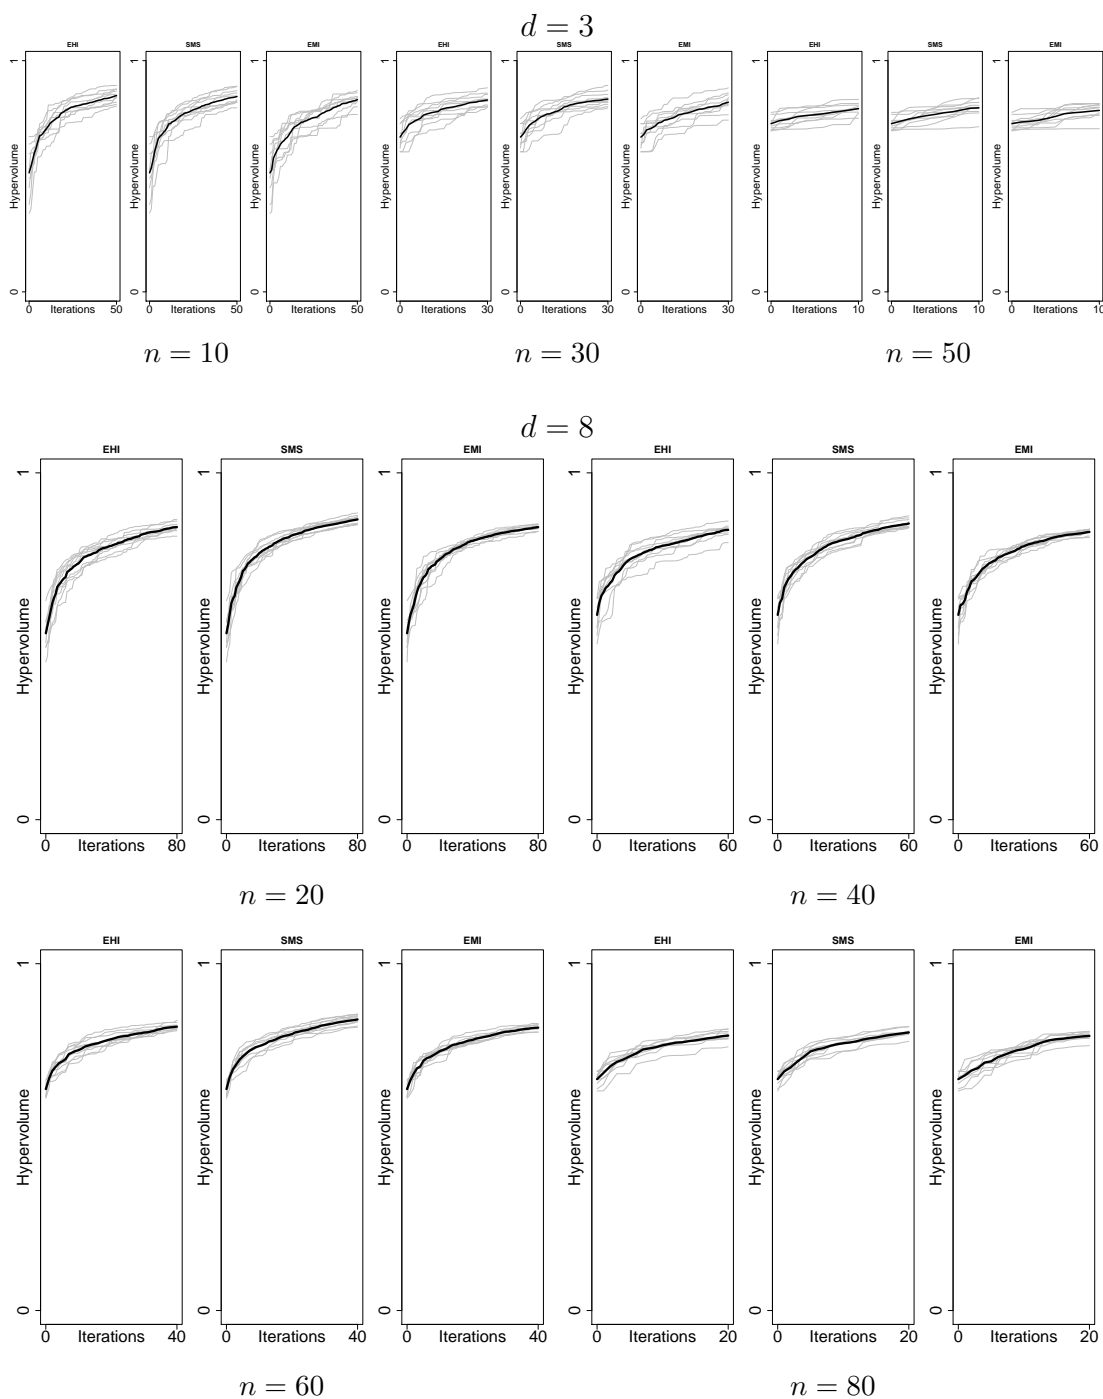 d = 3
EHI SMS EMI EHI SMS EMI EHI SMS EMI
1 1 1 1 1 1 1 1 1
Hypervolume Hypervolume Hypervolume Hypervolume Hypervolume Hypervolume Hypervolume Hypervolume Hypervolume
0 0 0 0 0 0 0 0 0
0 Iterations 50 0 Iterations 50 0 Iterations 50 0 Iterations 30 0 Iterations 30 0 Iterations 30 0 Iterations 10 0 Iterations 10 0 Iterations 10
n = 10 n = 30 n = 50
d = 8
EHI SMS EMI EHI SMS EMI
1 1 1 1 1 1
Hypervolume Hypervolume Hypervolume Hypervolume Hypervolume Hypervolume
0 0 0 0 0 0
0 Iterations 80 0 Iterations 80 0 Iterations 80 0 Iterations 60 0 Iterations 60 0 Iterations 60
n = 20 n = 40
EHI SMS EMI EHI SMS EMI
1 1 1 1 1 1
Hypervolume Hypervolume Hypervolume Hypervolume Hypervolume Hypervolume
0 0 0 0 0 0
0 Iterations 40 0 Iterations 40 0 Iterations 40 0 Iterations 20 0 Iterations 20 0 Iterations 20
n = 60 n = 80